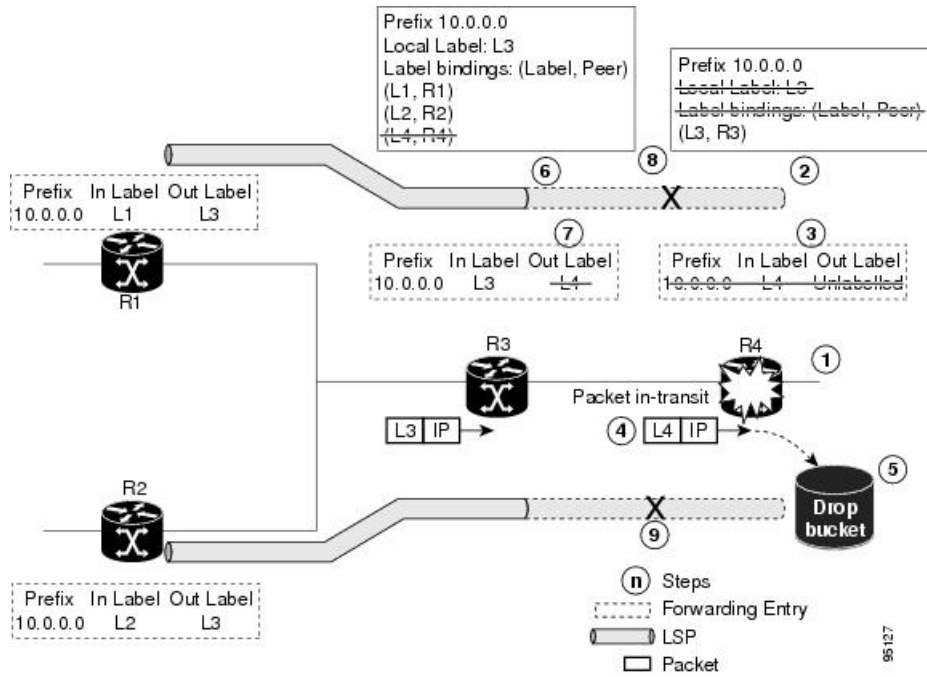 Prefix 10.0.0.0
Local Label: L3
Label bindings: (Label, Peer)
(L1, R1)
(L2, R2)
(L4, R4)
Prefix 10.0.0.0
Local Label: L3
Label bindings: (Label, Peer)
(L3, R3)
6
8
2
Prefix In Label Out Label
10.0.0.0 L1 L3
R1
7
Prefix In Label Out Label
10.0.0.0 L3 L4
3
Prefix In Label Out Label
10.0.0.0 L4 Unlabelled
R3
R4
1
Packet in-transit
L3 IP
4
L4 IP
5
Drop
bucket
R2
9
Prefix In Label Out Label
10.0.0.0 L2 L3
n Steps
Forwarding Entry
LSP
Packet
95127